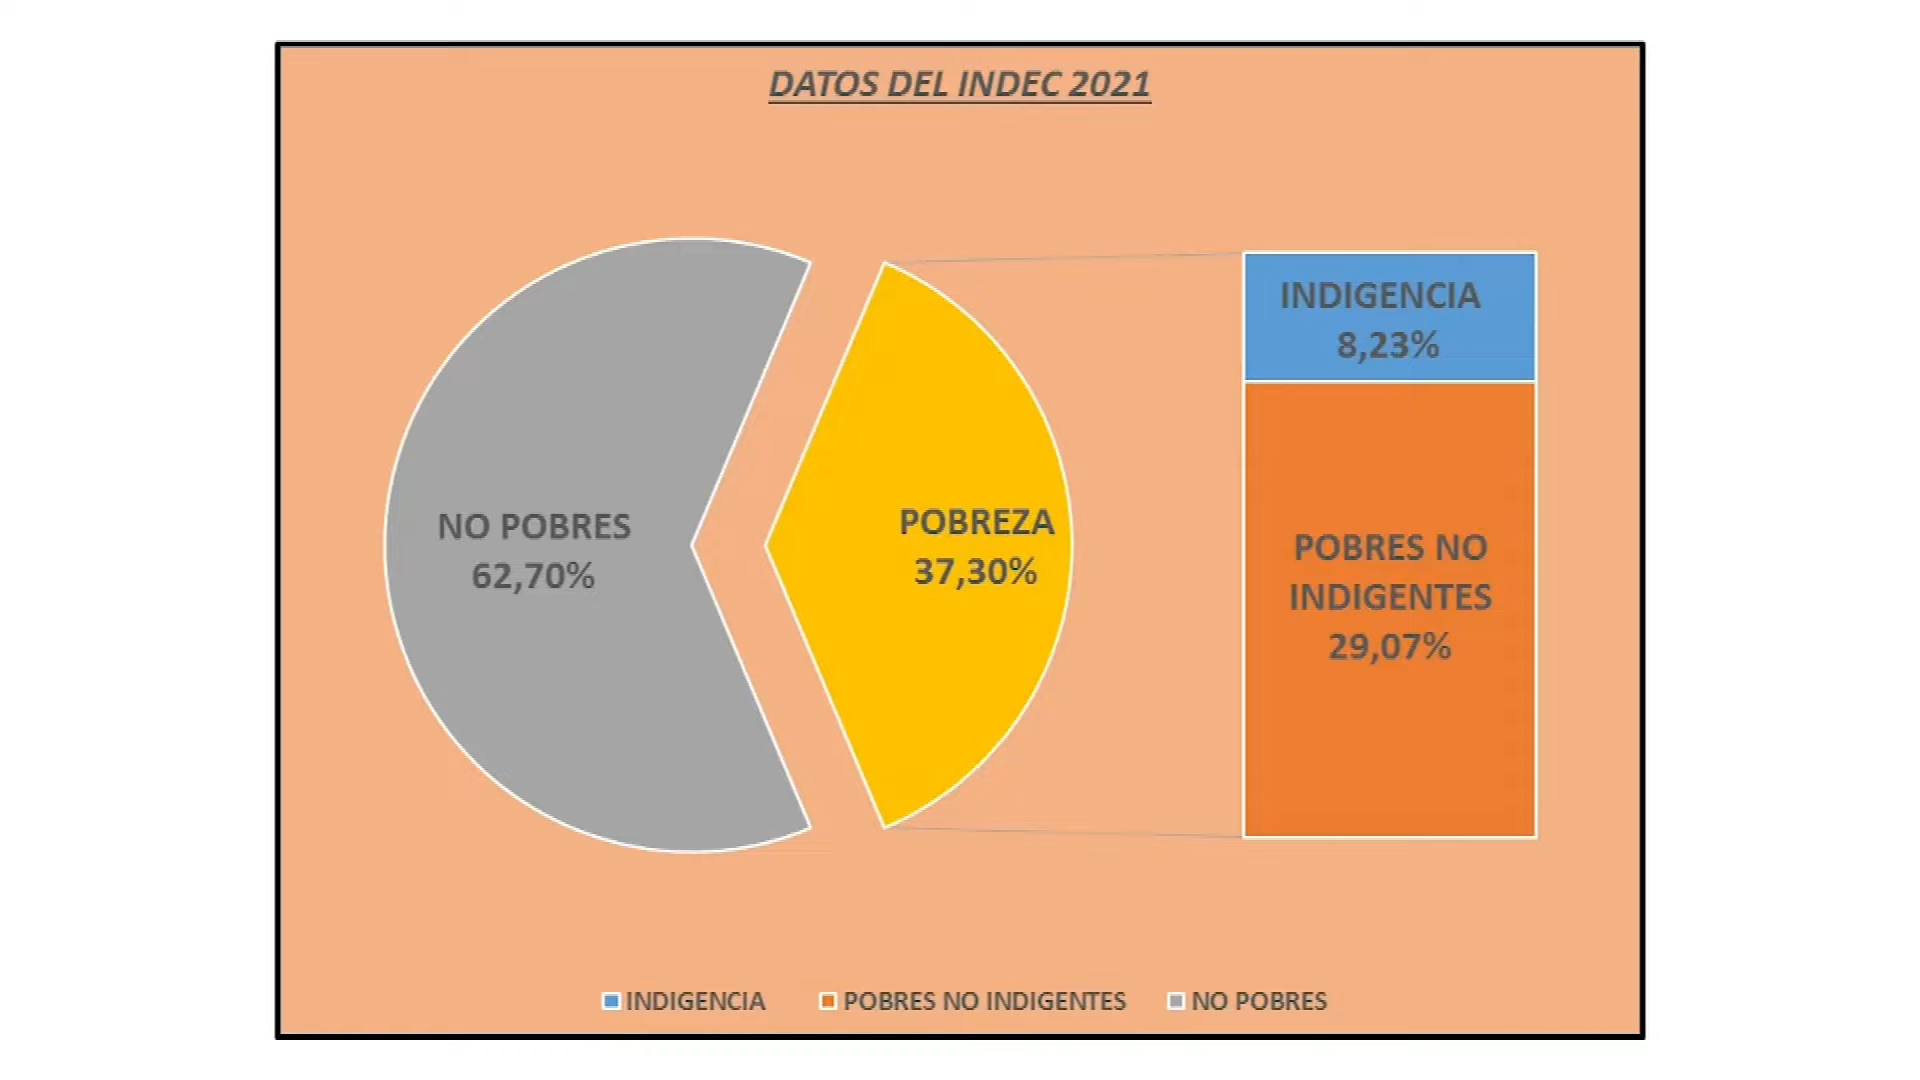 DATOS DEL INDEC 2021
NO POBRES
62,70%
POBREZA
37,30%
INDIGENCIA
8,23%
POBRES NO
INDIGENTES
29,07%
INDIGENCIA
POBRES NO INDIGENTES
NO POBRES